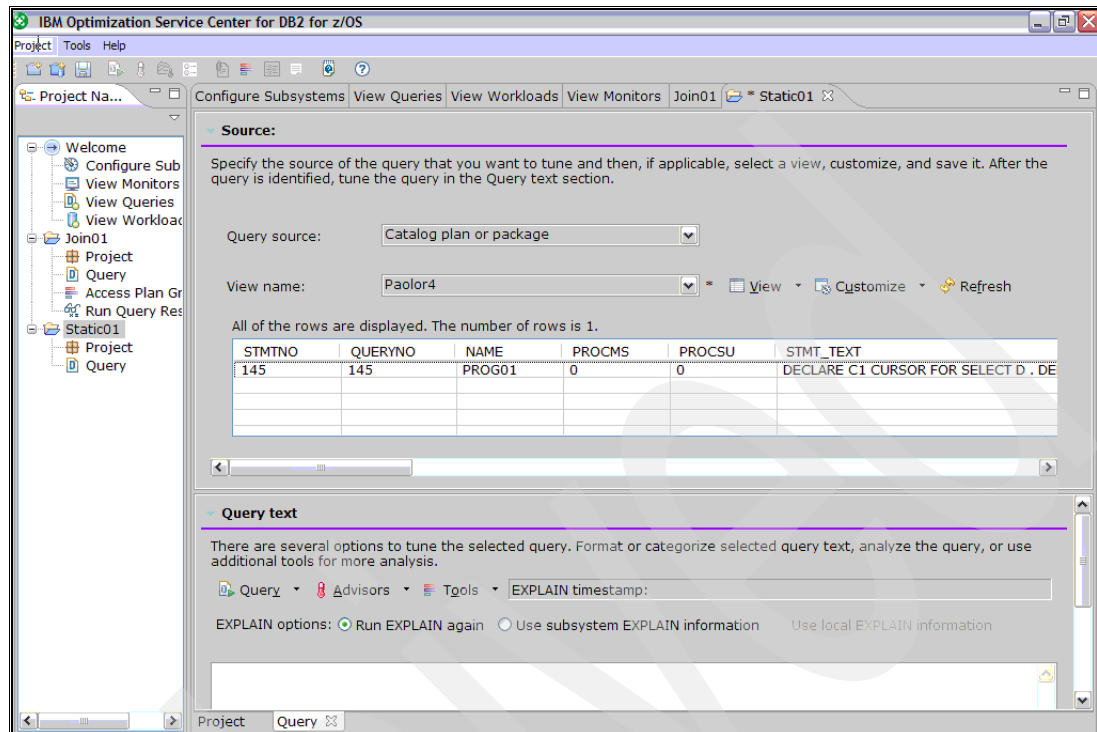 IBM Optimization Service Center for DB2 for z/OS
Project Tools Help
Project Na...
Configure Subsystems View Queries View Workloads View Monitors Join01 * Static01
Welcome
Configure Sub
View Monitors
View Queries
View Workload
Join01
Project
Query
Access Plan Gr
Run Query Res
Static01
Project
Query
Source:
Specify the source of the query that you want to tune and then, if applicable, select a view, customize, and save it. After the
query is identified, tune the query in the Query text section.
Query source: Catalog plan or package
View name: Paolor4 * View Customize Refresh
All of the rows are displayed. The number of rows is 1.
STMTNO QUERYNO NAME PROCMS PROCSU STMT_TEXT
145 145 PROG01 0 0 DECLARE C1 CURSOR FOR SELECT D . DE
Query text
There are several options to tune the selected query. Format or categorize selected query text, analyze the query, or use
additional tools for more analysis.
Query Advisors Tools EXPLAIN timestamp:
EXPLAIN options: Run EXPLAIN again Use subsystem EXPLAIN information Use local EXPLAIN information
Project Query